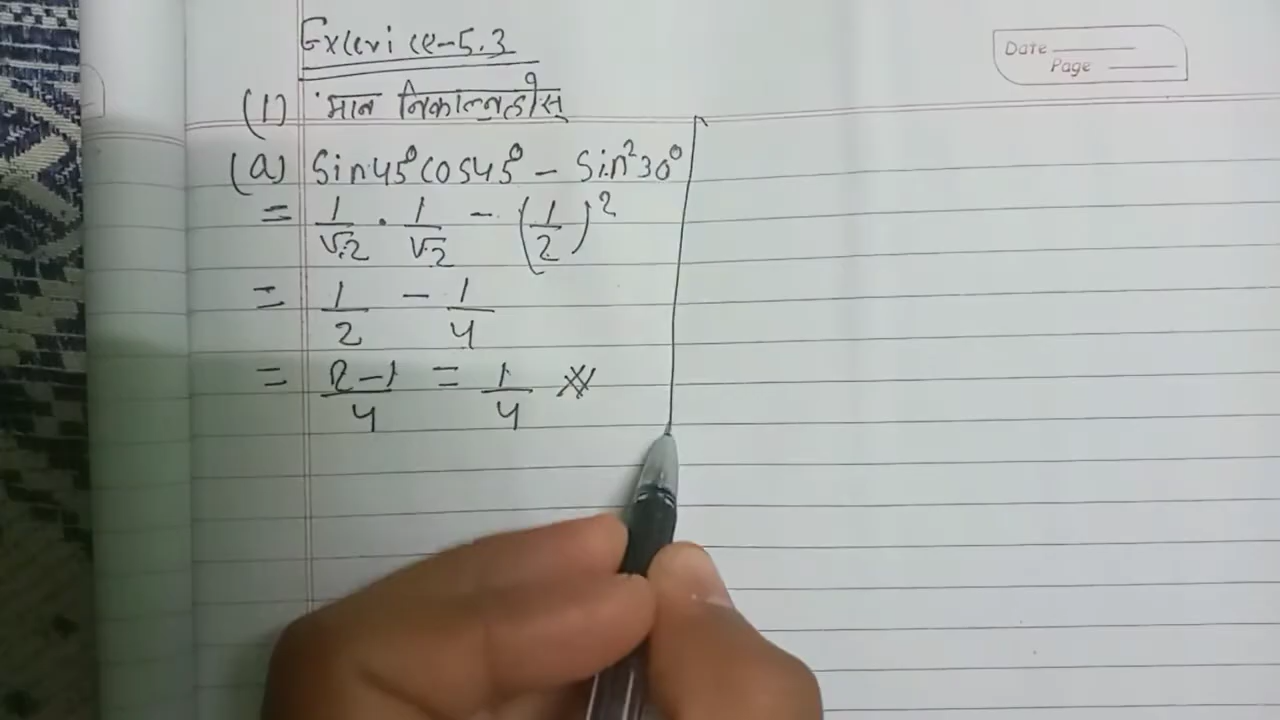 Exercise-5.3
Date
Page
(1) मान निकाल्नुहोस्
(a) Sin45° cos45° - Sin²30°
= 1/√2 . 1/√2 - (1/2)²
= 1/2 - 1/4
= 2-1/4 = 1/4